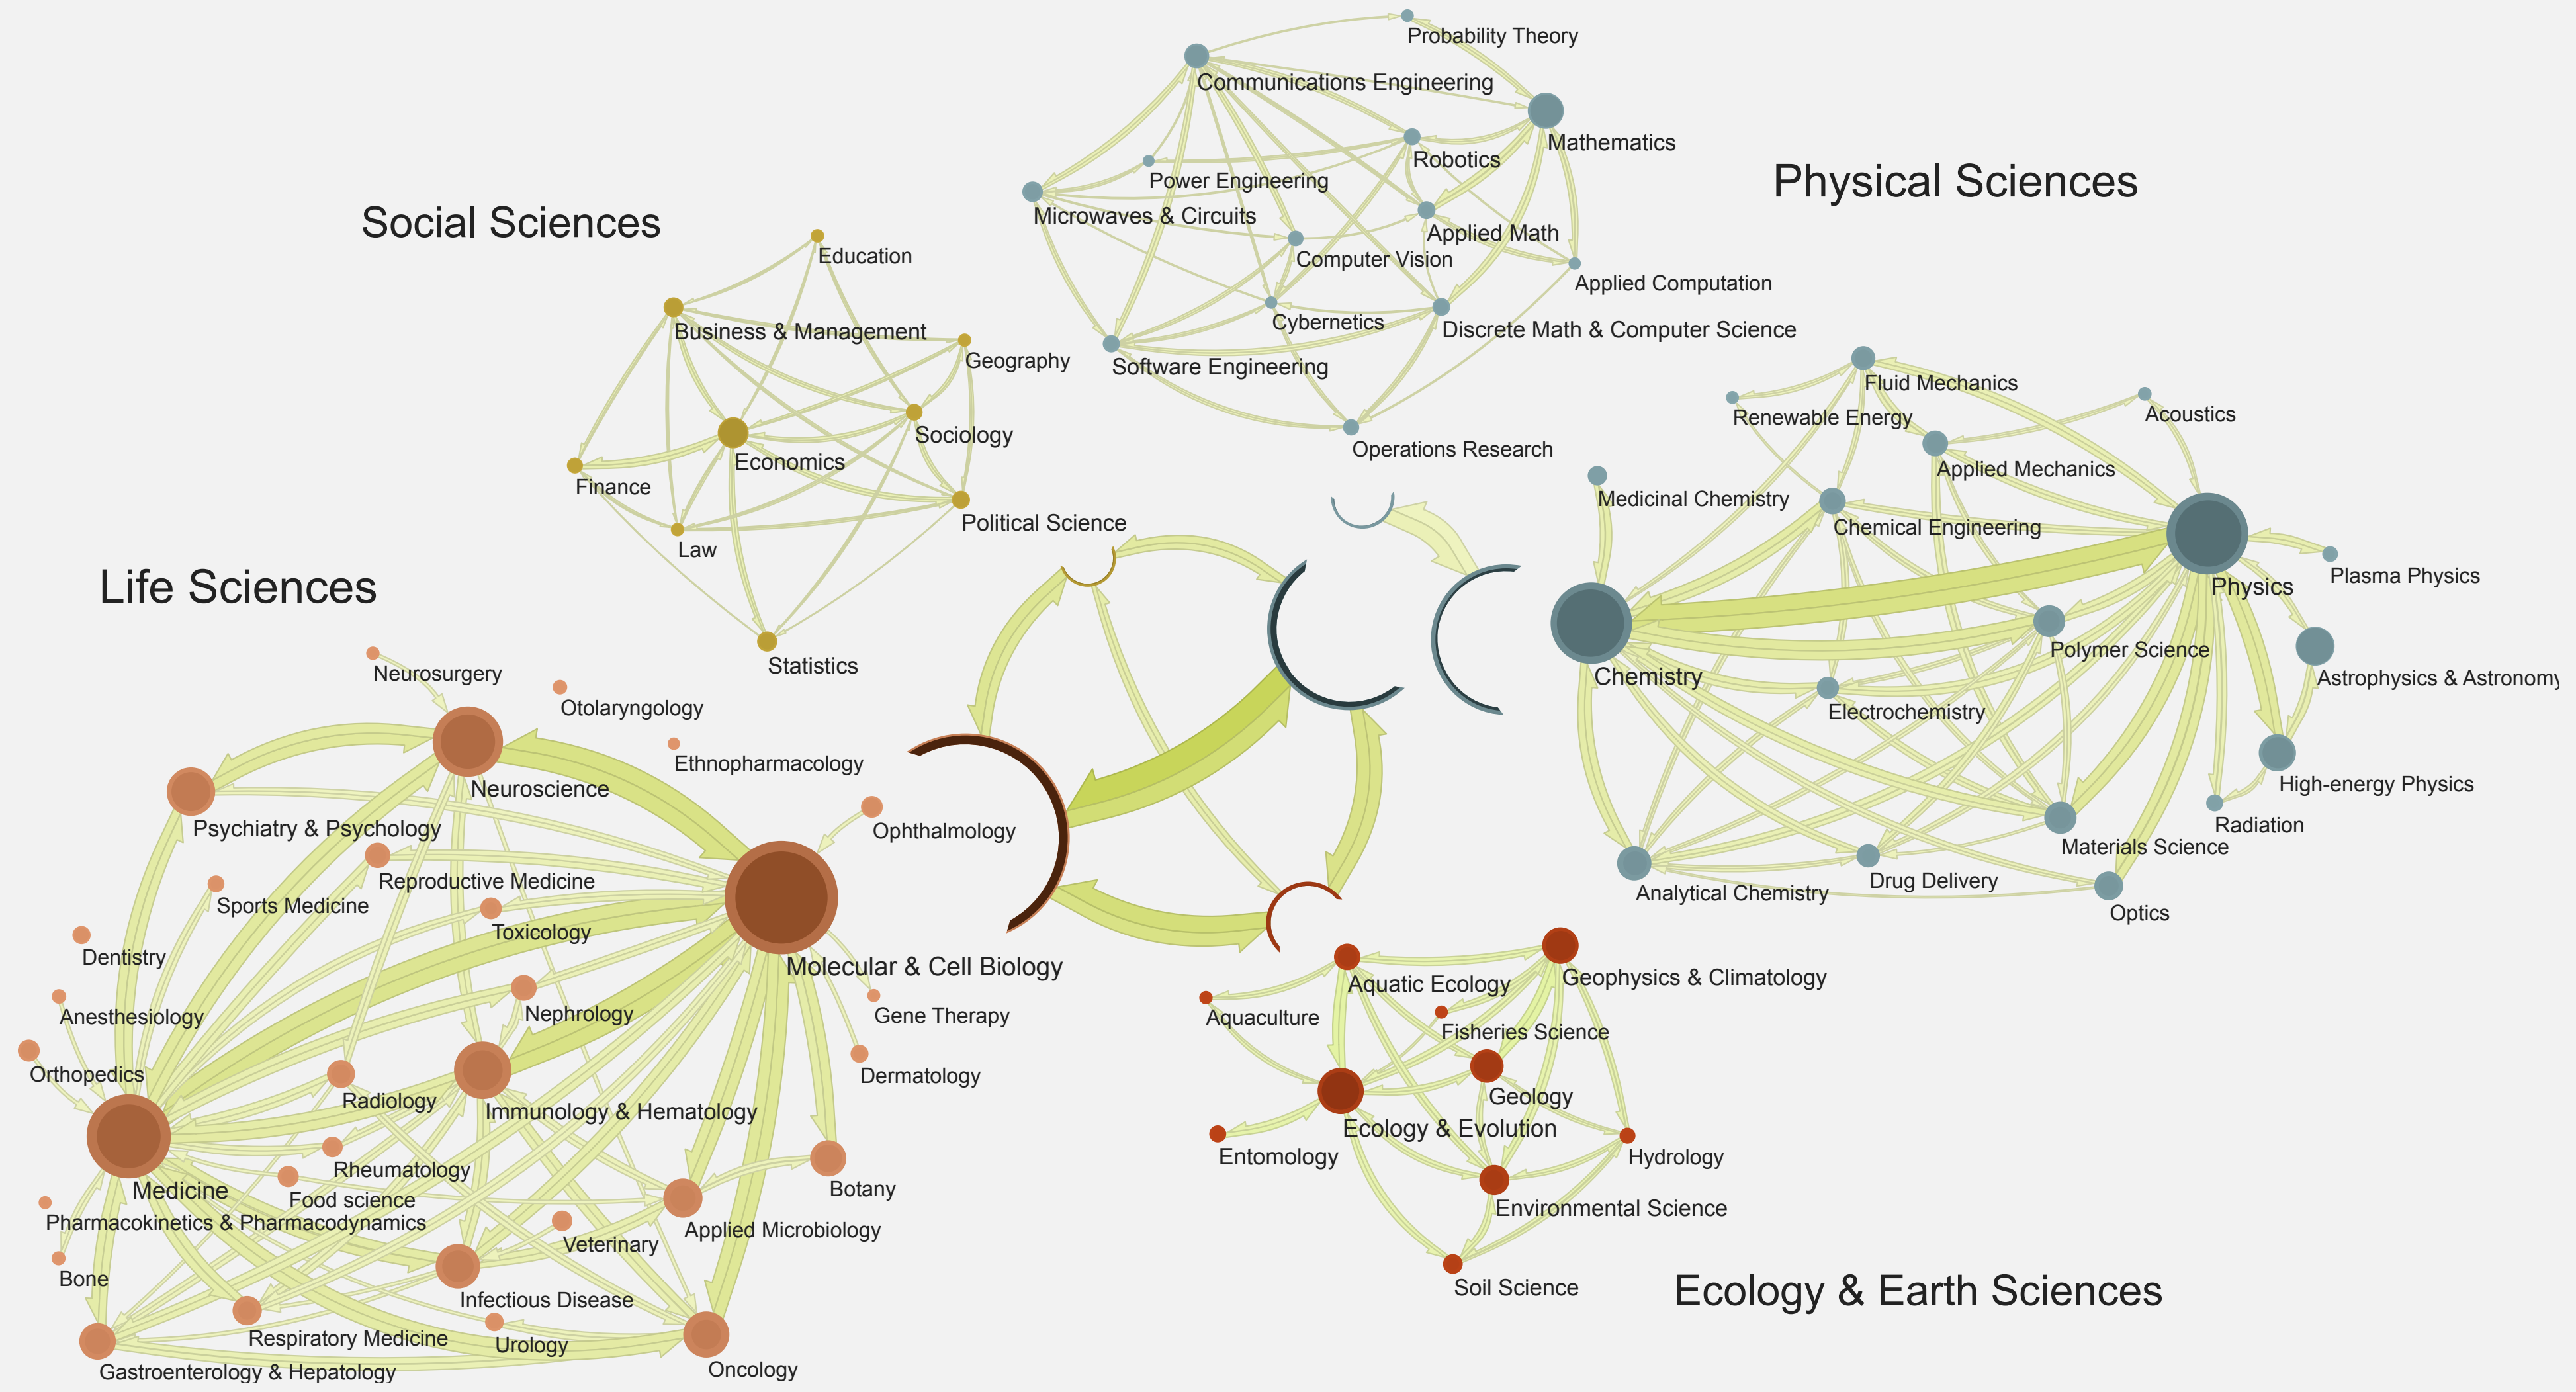 Probability Theory
Communications Engineering
Mathematics
Robotics
Power Engineering
Physical Sciences
Social Sciences
Microwaves & Circuits
Applied Math
Education
Computer Vision
Applied Computation
Cybernetics
Business & Management
Discrete Math & Computer Science
Geography
Software Engineering
Fluid Mechanics
Acoustics
Renewable Energy
Sociology
Operations Research
Economics
Applied Mechanics
Finance
Medicinal Chemistry
Political Science
Chemical Engineering
Law
Plasma Physics
Life Sciences
Physics
Polymer Science
Statistics
Neurosurgery
Chemistry
Astrophysics & Astronomy
Otolaryngology
Electrochemistry
Ethnopharmacology
High-energy Physics
Neuroscience
Radiation
Psychiatry & Psychology
Ophthalmology
Materials Science
Reproductive Medicine
Drug Delivery
Analytical Chemistry
Sports Medicine
Optics
Toxicology
Dentistry
Molecular & Cell Biology
Geophysics & Climatology
Aquatic Ecology
Nephrology
Gene Therapy
Anesthesiology
Aquaculture
Fisheries Science
Orthopedics
Dermatology
Radiology
Geology
Immunology & Hematology
Ecology & Evolution
Entomology
Hydrology
Rheumatology
Medicine
Botany
Food science
Environmental Science
Pharmacokinetics & Pharmacodynamics
Applied Microbiology
Veterinary
Bone
Soil Science
Ecology & Earth Sciences
Infectious Disease
Respiratory Medicine
Urology
Oncology
Gastroenterology & Hepatology